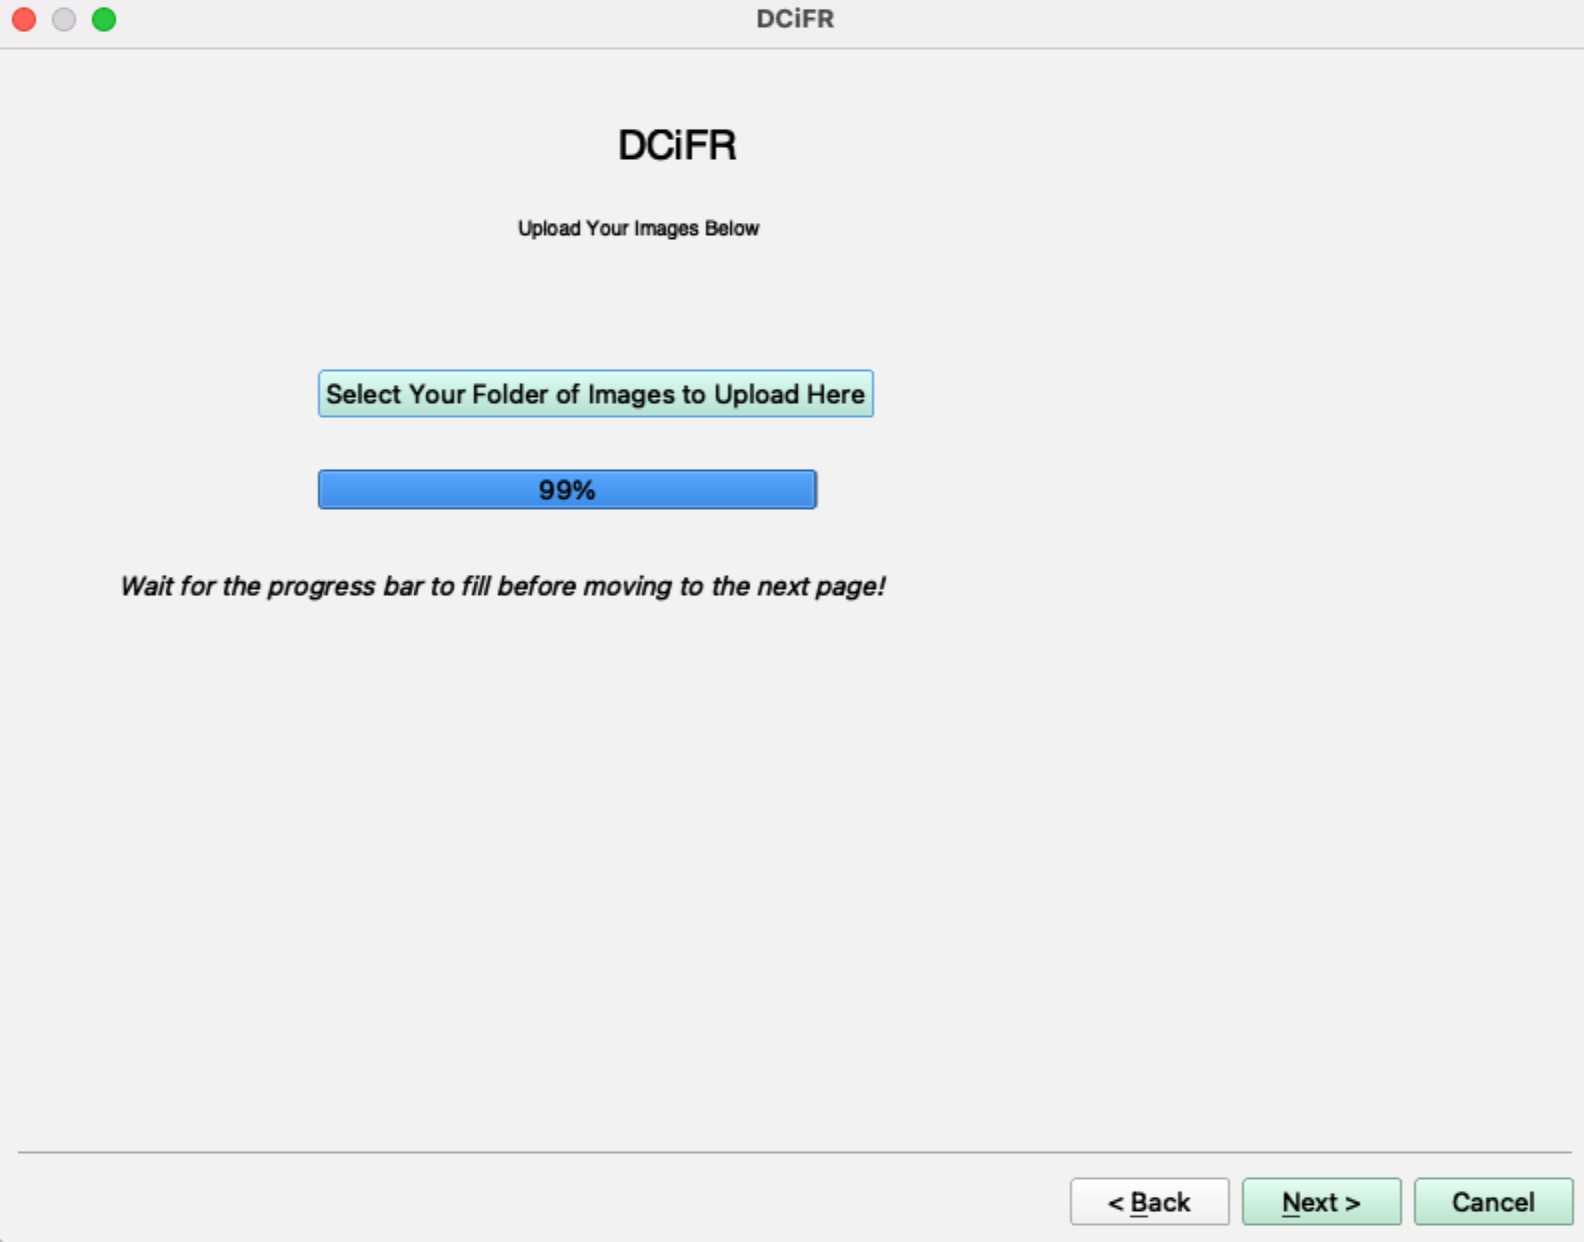 DCiFR
DCiFR
Upload Your Images Below
Select Your Folder of Images to Upload Here
99%
Wait for the progress bar to fill before moving to the next page!
< Back
Next >
Cancel